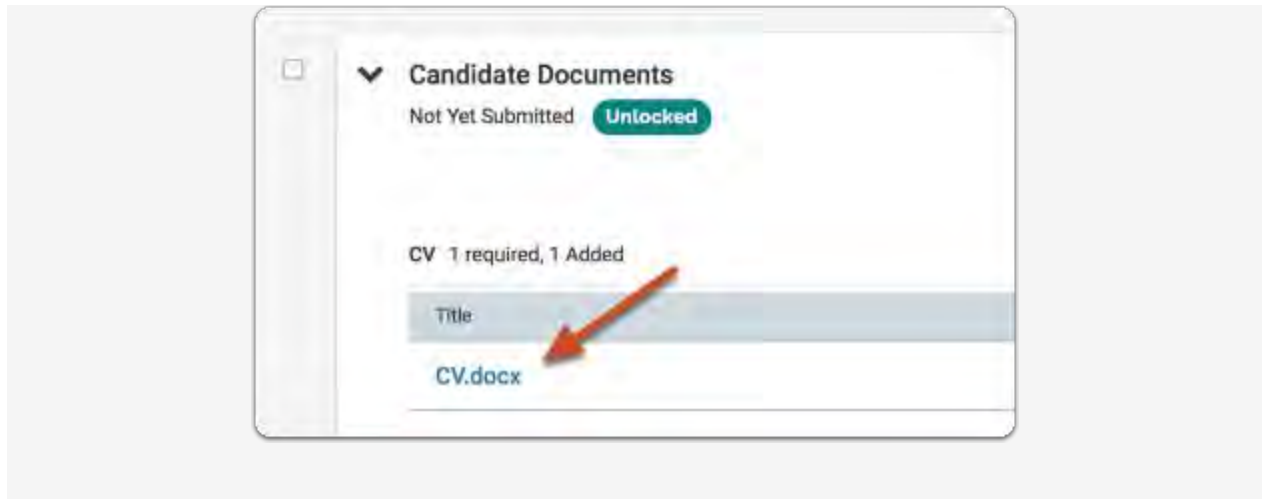 Candidate Documents
Not Yet Submitted Unlocked
CV 1 required, 1 Added
Title
CV.docx